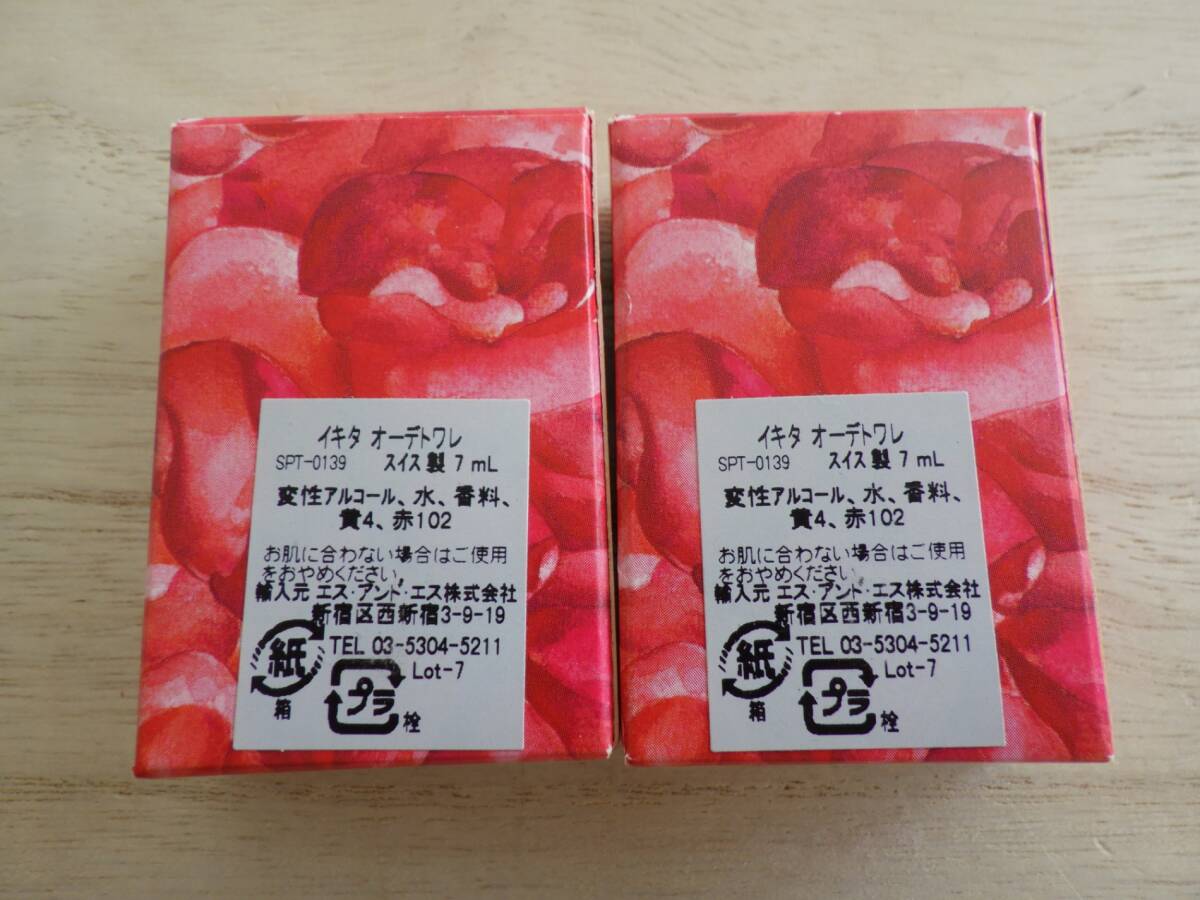 イキタ オーデトワレ
SPT-0139 スイス製 7mL
変性アルコール、水、香料、
黄4、赤102
お肌に合わない場合はご使用
をおやめください。
輸入元 エス・アンド・エス株式会社
新宿区西新宿3-9-19
TEL 03-5304-5211
Lot-7
紙
箱
プラ
栓
イキタ オーデトワレ
SPT-0139 スイス製 7mL
変性アルコール、水、香料、
黄4、赤102
お肌に合わない場合はご使用
をおやめください。
輸入元 エス・アンド・エス株式会社
新宿区西新宿3-9-19
TEL 03-5304-5211
Lot-7
紙
箱
プラ
栓